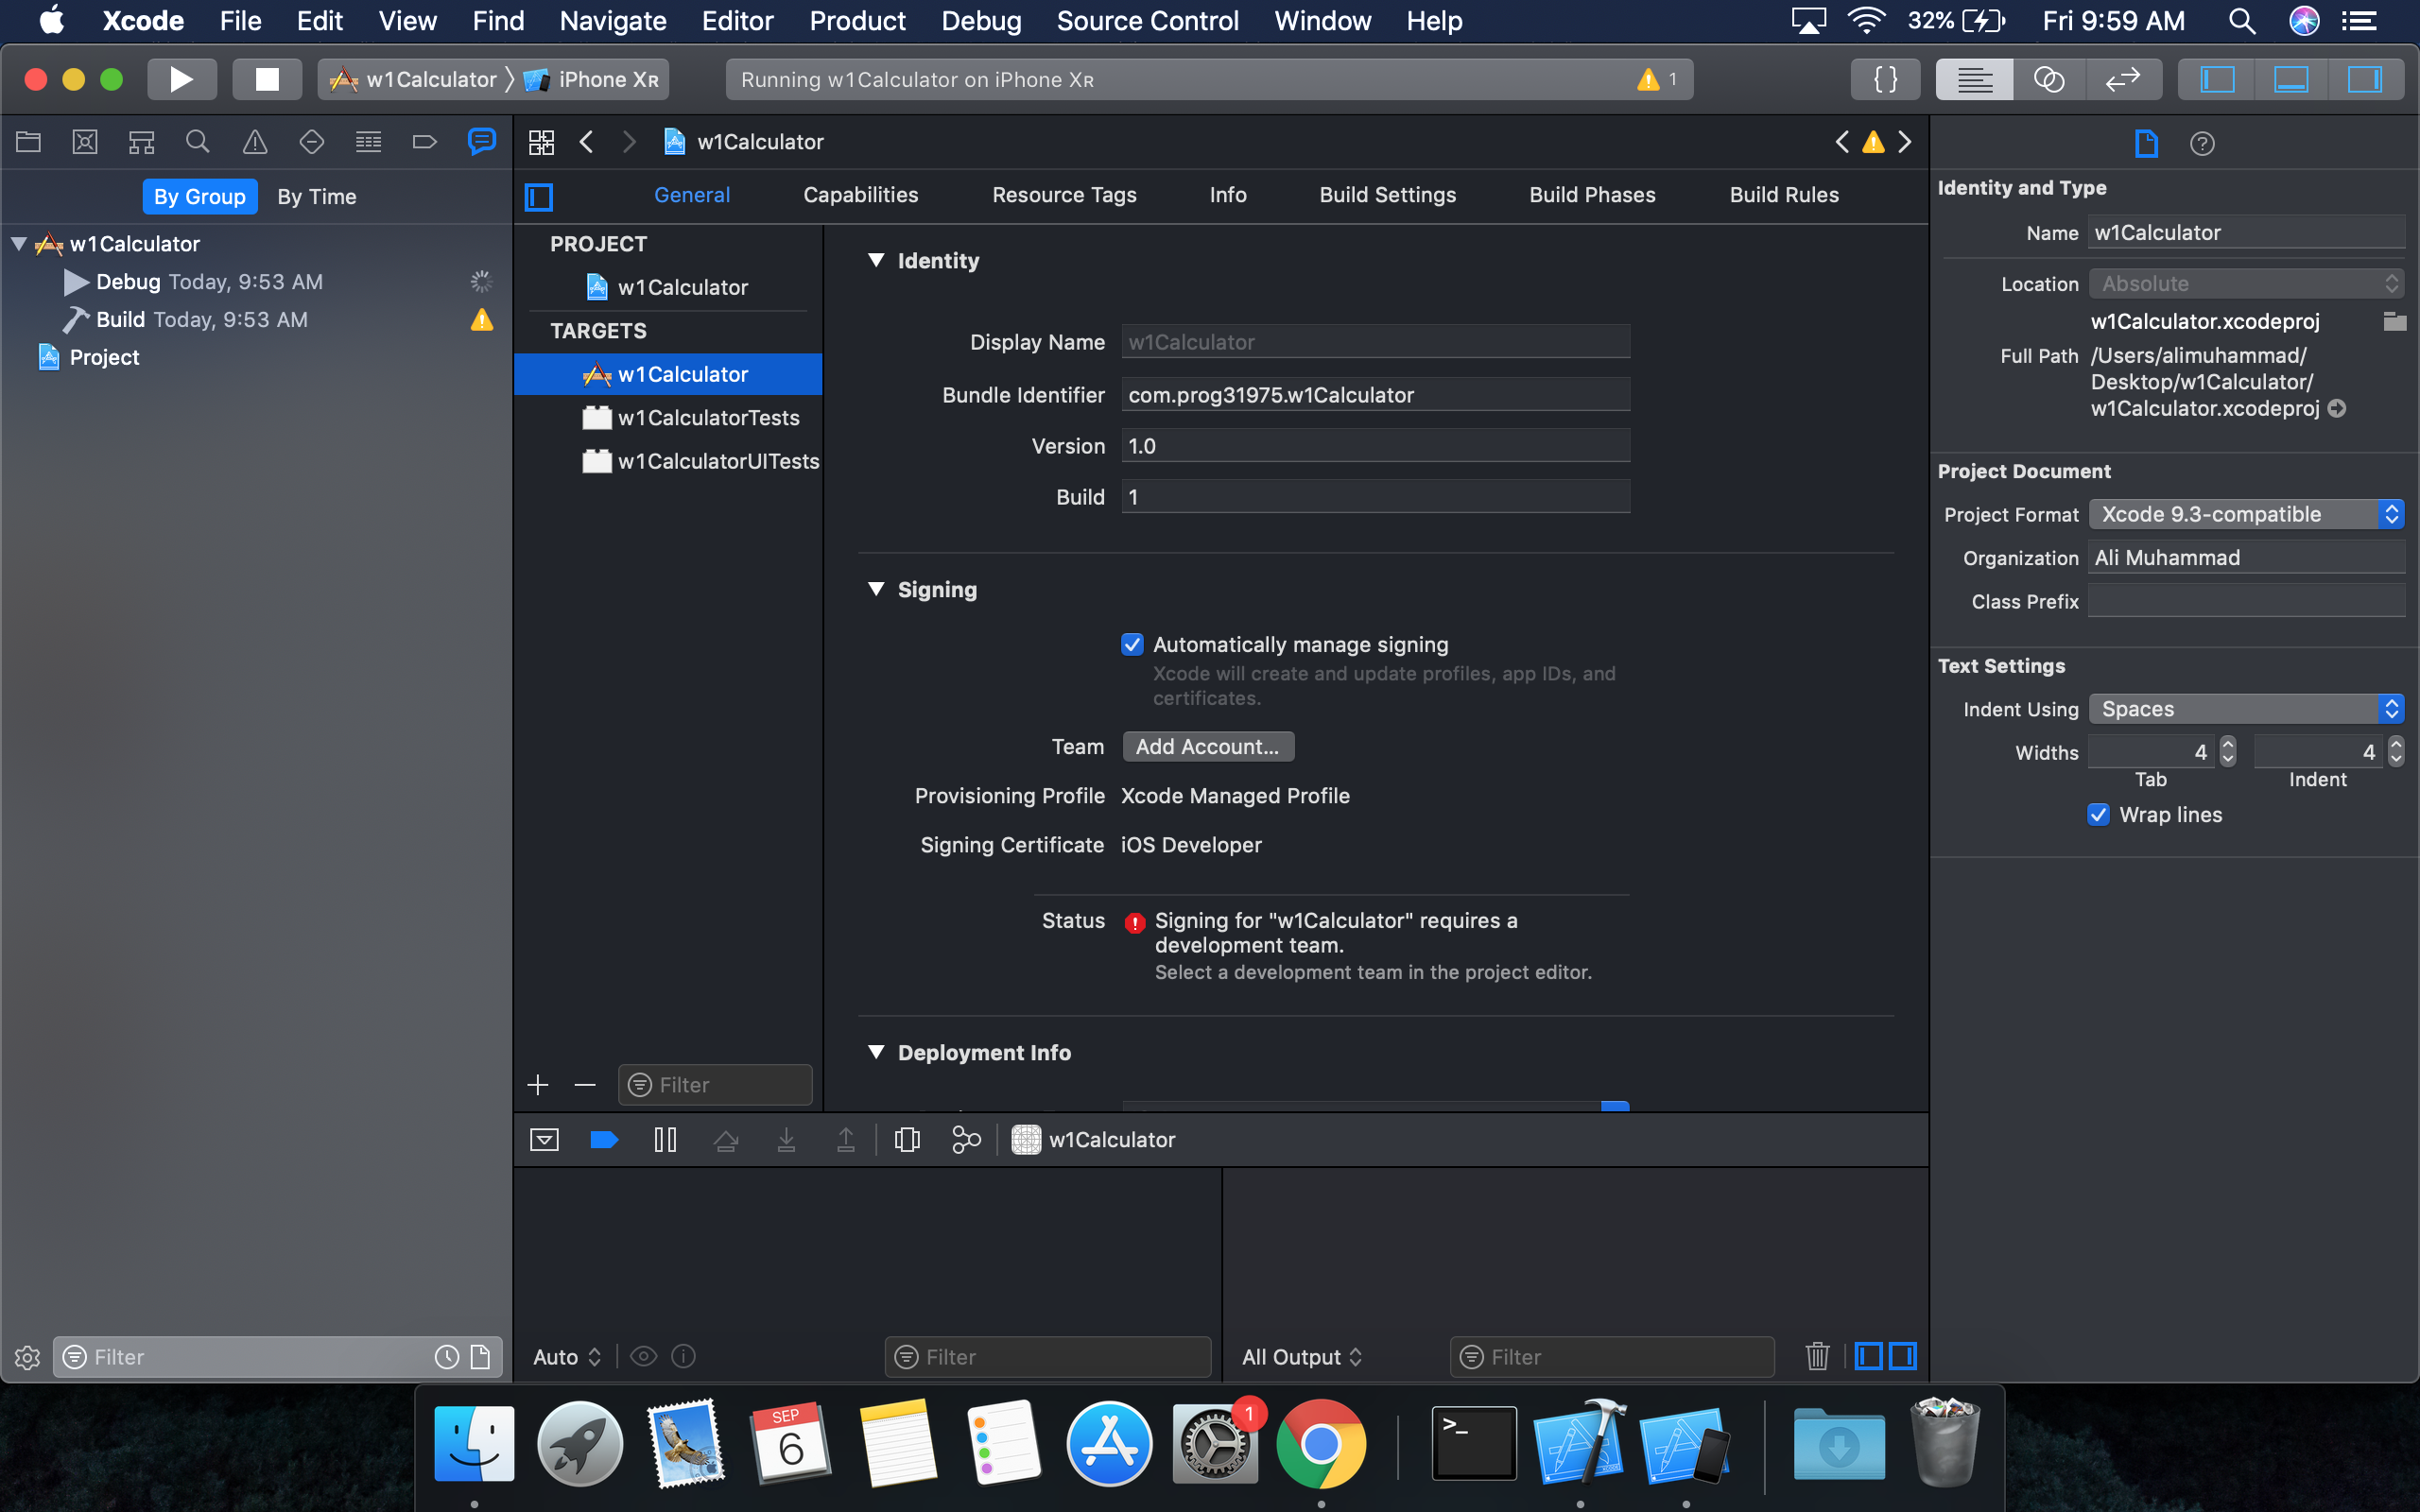 Xcode File Edit View Find Navigate Editor Product Debug Source Control Window Help 32% Fri 9:59 AM
w1Calculator iPhone Xʀ Running w1Calculator on iPhone Xʀ 1 { }
w1Calculator
By Group By Time
General Capabilities Resource Tags Info Build Settings Build Phases Build Rules
w1Calculator
Debug Today, 9:53 AM
Build Today, 9:53 AM
Project
PROJECT
w1Calculator
TARGETS
w1Calculator
w1CalculatorTests
w1CalculatorUITests
Filter
Identity
Display Name w1Calculator
Bundle Identifier com.prog31975.w1Calculator
Version 1.0
Build 1
Signing
Automatically manage signing
Xcode will create and update profiles, app IDs, and
certificates.
Team Add Account...
Provisioning Profile Xcode Managed Profile
Signing Certificate iOS Developer
Status Signing for "w1Calculator" requires a
development team.
Select a development team in the project editor.
Deployment Info
Identity and Type
Name w1Calculator
Location Absolute
w1Calculator.xcodeproj
Full Path /Users/alimuhammad/
Desktop/w1Calculator/
w1Calculator.xcodeproj
Project Document
Project Format Xcode 9.3-compatible
Organization Ali Muhammad
Class Prefix
Text Settings
Indent Using Spaces
Widths 4 4
Tab Indent
Wrap lines
w1Calculator
Filter
Auto Filter
All Output Filter
SEP
6
1
>_